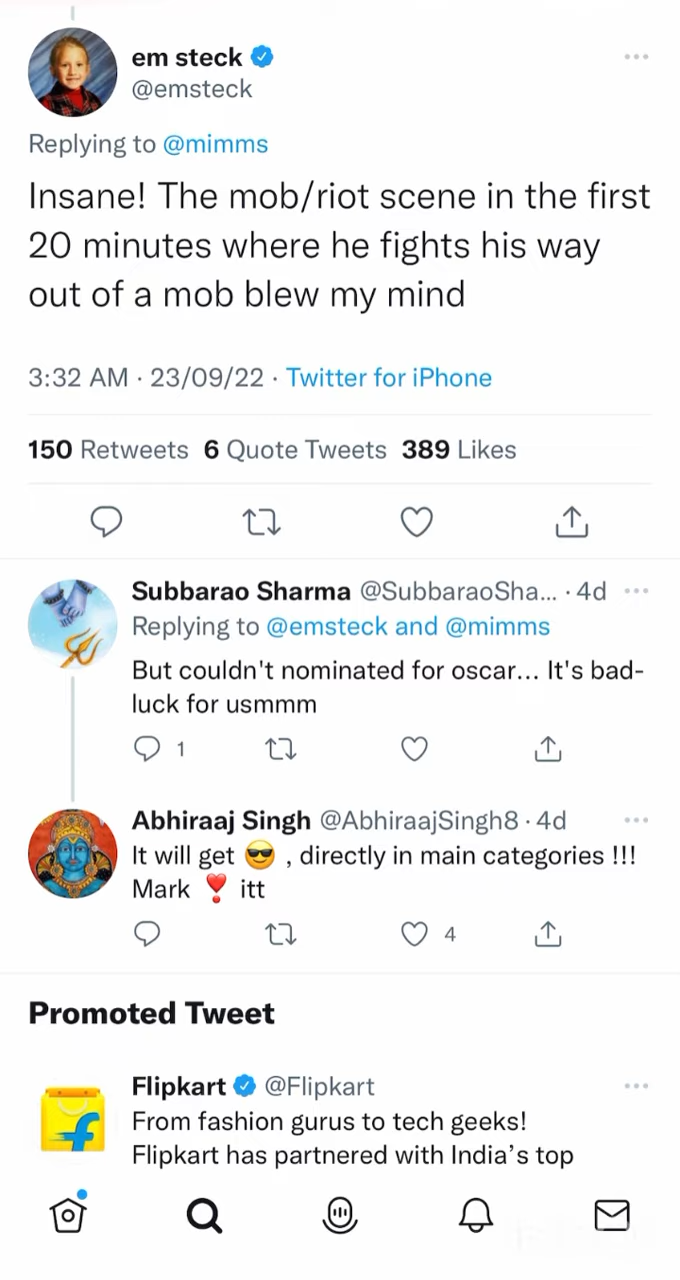 em steck
@emsteck
Replying to @mimms
Insane! The mob/riot scene in the first
20 minutes where he fights his way
out of a mob blew my mind
3:32 AM · 23/09/22 · Twitter for iPhone
150 Retweets 6 Quote Tweets 389 Likes
Subbarao Sharma @SubbaraoSha... · 4d
Replying to @emsteck and @mimms
But couldn't nominated for oscar... It's bad-
luck for usmmm
1
Abhiraaj Singh @AbhiraajSingh8 · 4d
It will get 😎 , directly in main categories !!!
Mark ❣️ itt
4
Promoted Tweet
Flipkart @Flipkart
From fashion gurus to tech geeks!
Flipkart has partnered with India’s top